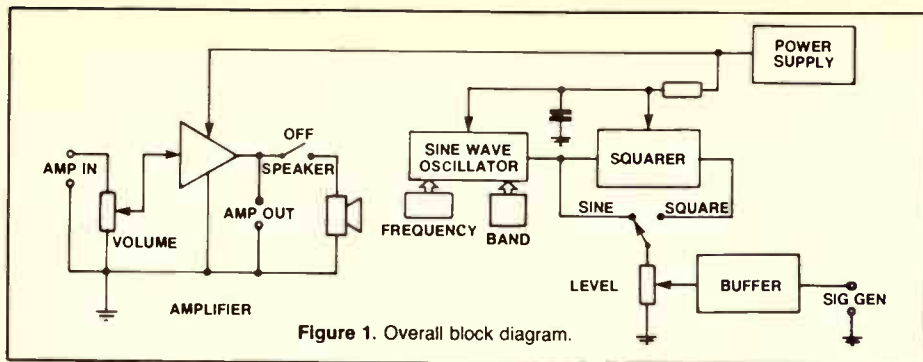 POWER
SUPPLY
OFF
SPEAKER
AMP IN
AMP OUT
VOLUME
AMPLIFIER
SINE WAVE
OSCILLATOR
SQUARER
FREQUENCY
BAND
SINE
SQUARE
LEVEL
BUFFER
SIG GEN
Figure 1. Overall block diagram.